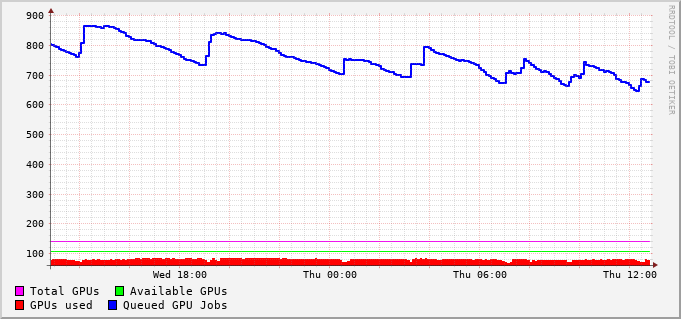 900
800
700
600
500
400
300
200
100
Wed 18:00 Thu 00:00 Thu 06:00 Thu 12:00
Total GPUs Available GPUs
GPUs used Queued GPU Jobs
RRDTOOL / TOBI OETIKER